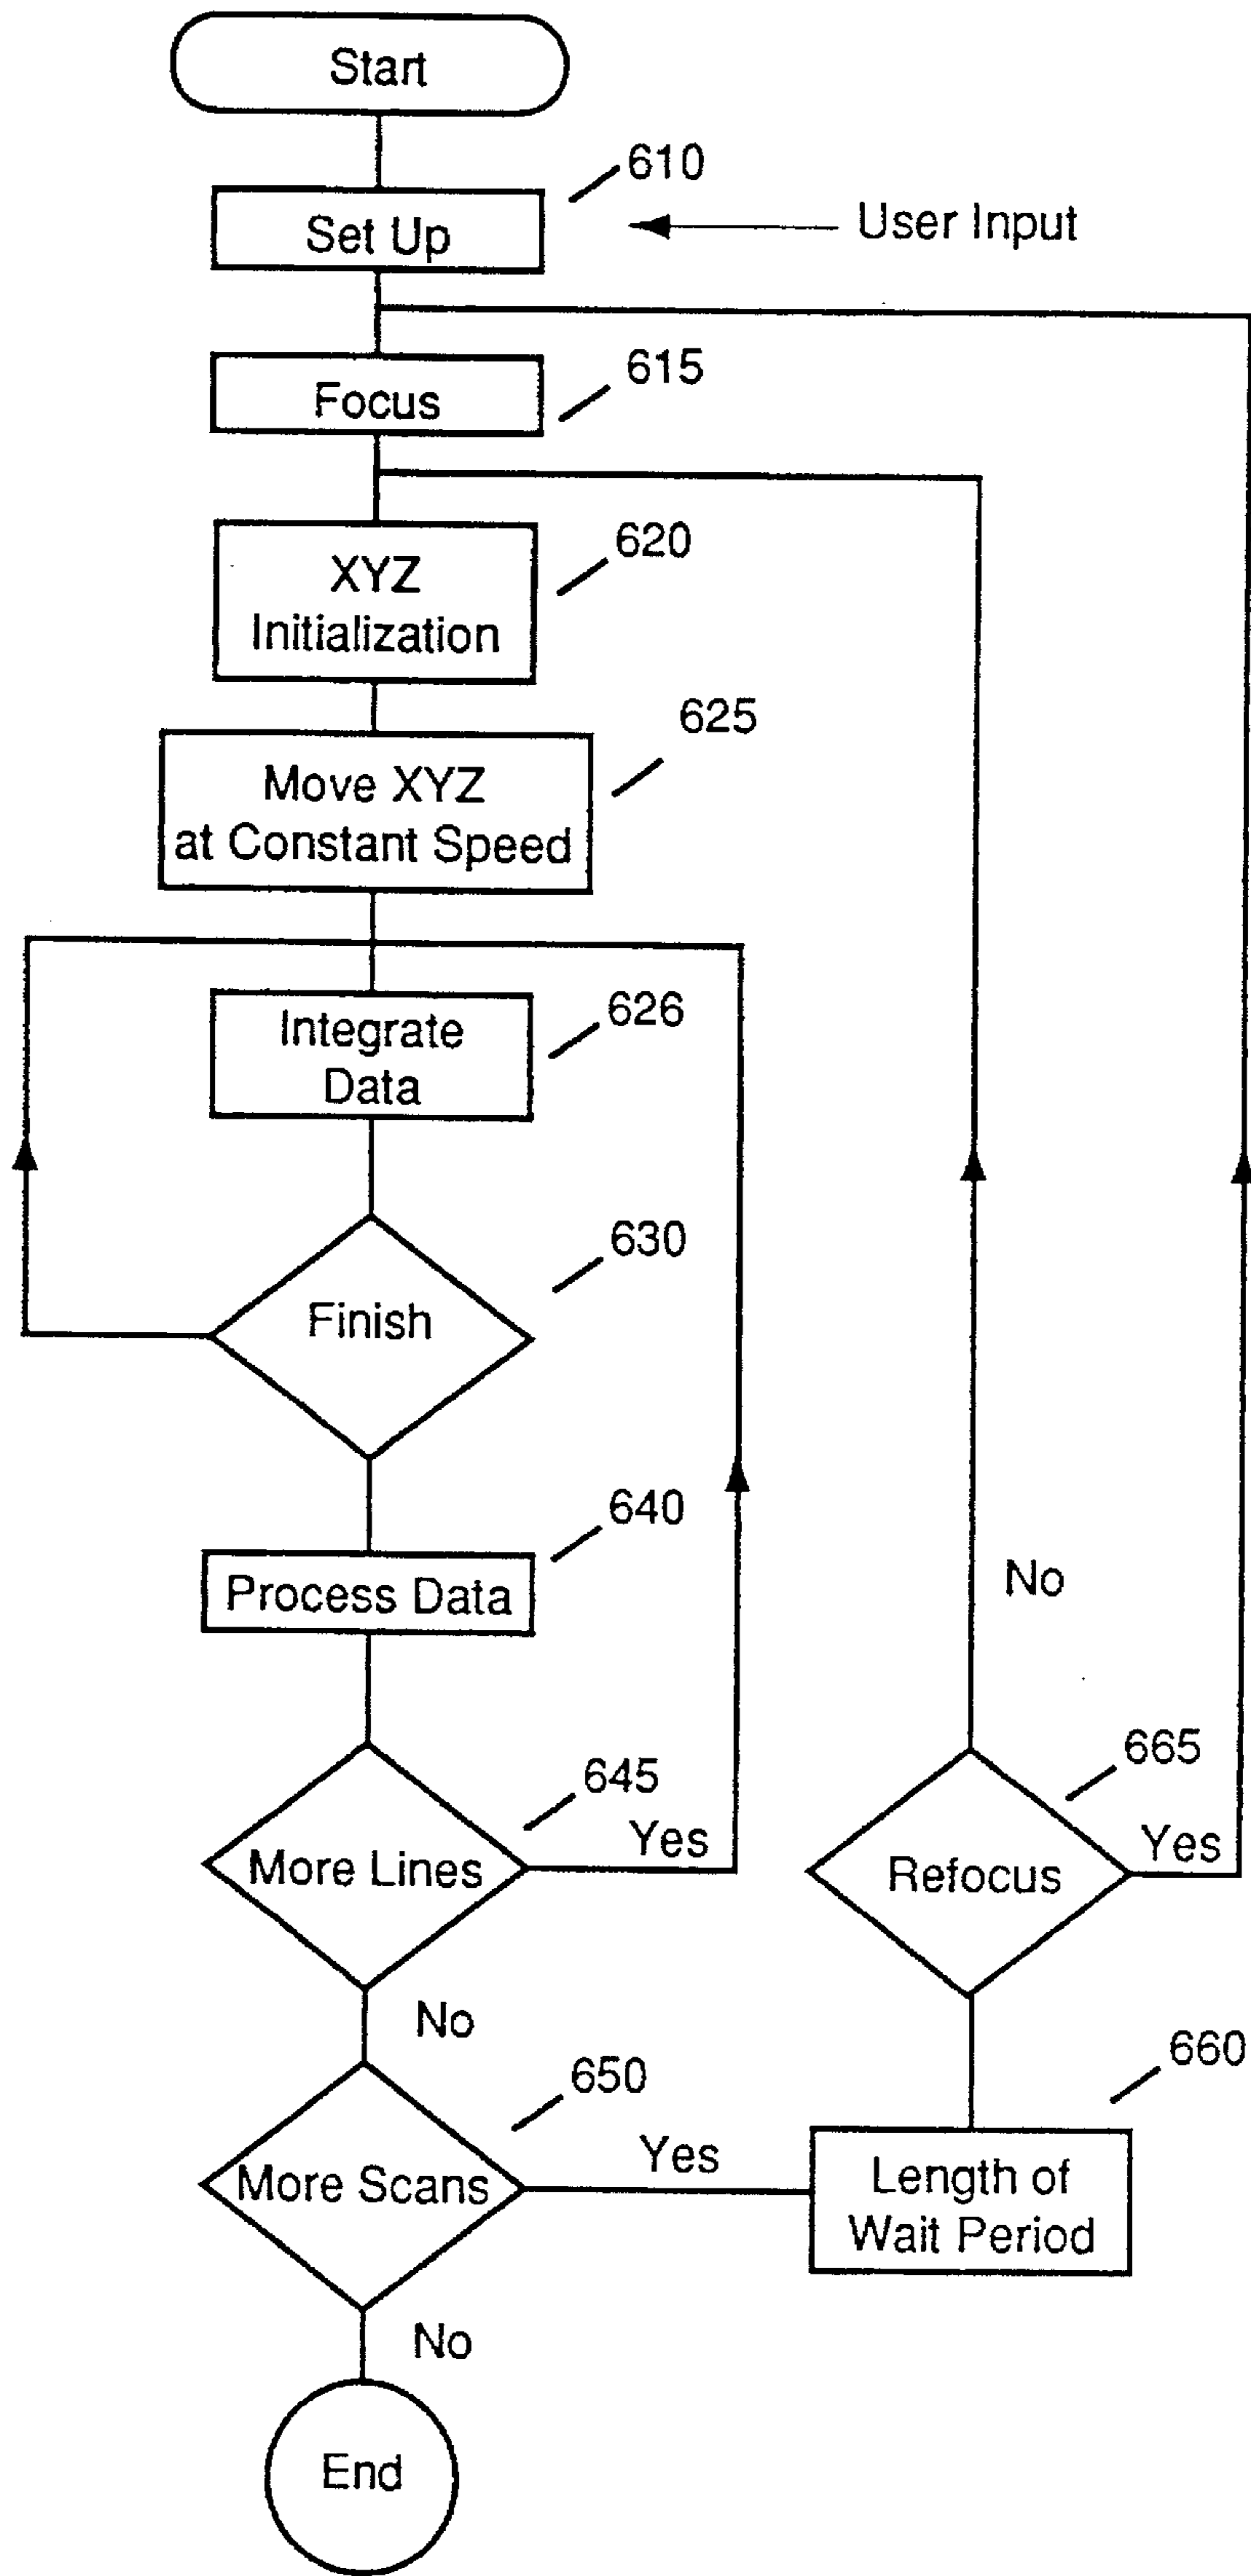 Start
610
Set Up
User Input
615
Focus
620
XYZ
Initialization
625
Move XYZ
at Constant Speed
626
Integrate
Data
630
Finish
640
Process Data
No
645
More Lines
Yes
665
Refocus
Yes
No
650
More Scans
Yes
660
Length of
Wait Period
No
End